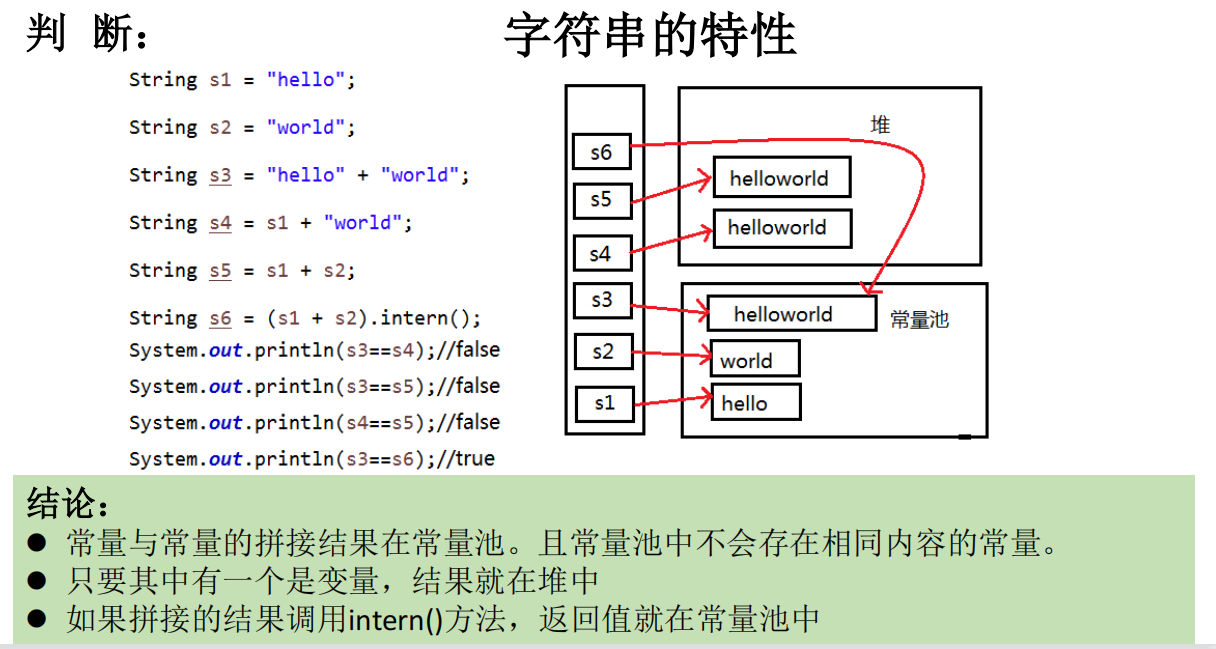 判 断：
字符串的特性
String s1 = "hello";
String s2 = "world";
String s3 = "hello" + "world";
String s4 = s1 + "world";
String s5 = s1 + s2;
String s6 = (s1 + s2).intern();
System.out.println(s3==s4);//false
System.out.println(s3==s5);//false
System.out.println(s4==s5);//false
System.out.println(s3==s6);//true
s6
s5
s4
s3
s2
s1
堆
helloworld
helloworld
helloworld
常量池
world
hello
结论：
● 常量与常量的拼接结果在常量池。且常量池中不会存在相同内容的常量。
● 只要其中有一个是变量，结果就在堆中
● 如果拼接的结果调用intern()方法，返回值就在常量池中